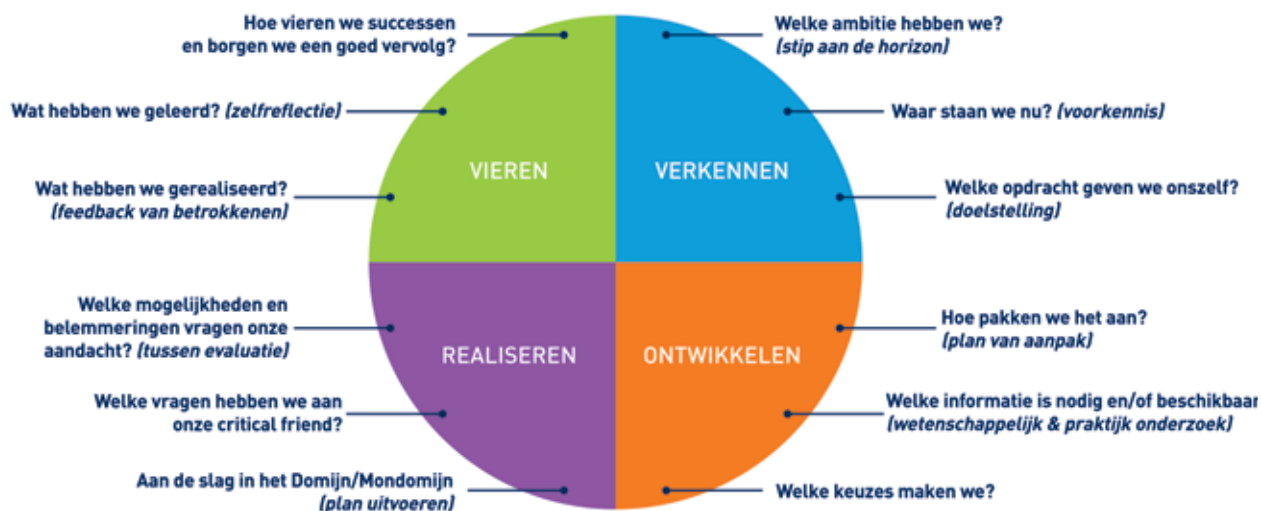 Hoe vieren we successen
en borgen we een goed vervolg?
Wat hebben we geleerd? (zelfreflectie)
Wat hebben we gerealiseerd?
(feedback van betrokkenen)
VIEREN
VERKENNEN
Welke ambitie hebben we?
(stip aan de horizon)
Waar staan we nu? (voorkennis)
Welke opdracht geven we onszelf?
(doelstelling)
Welke mogelijkheden en
belemmeringen vragen onze
aandacht? (tussen evaluatie)
Welke vragen hebben we aan
onze critical friend?
Aan de slag in het Domijn/Mondomijn
(plan uitvoeren)
REALISEREN
ONTWIKKELEN
Hoe pakken we het aan?
(plan van aanpak)
Welke informatie is nodig en/of beschikbaar
(wetenschappelijk & praktijk onderzoek)
Welke keuzes maken we?